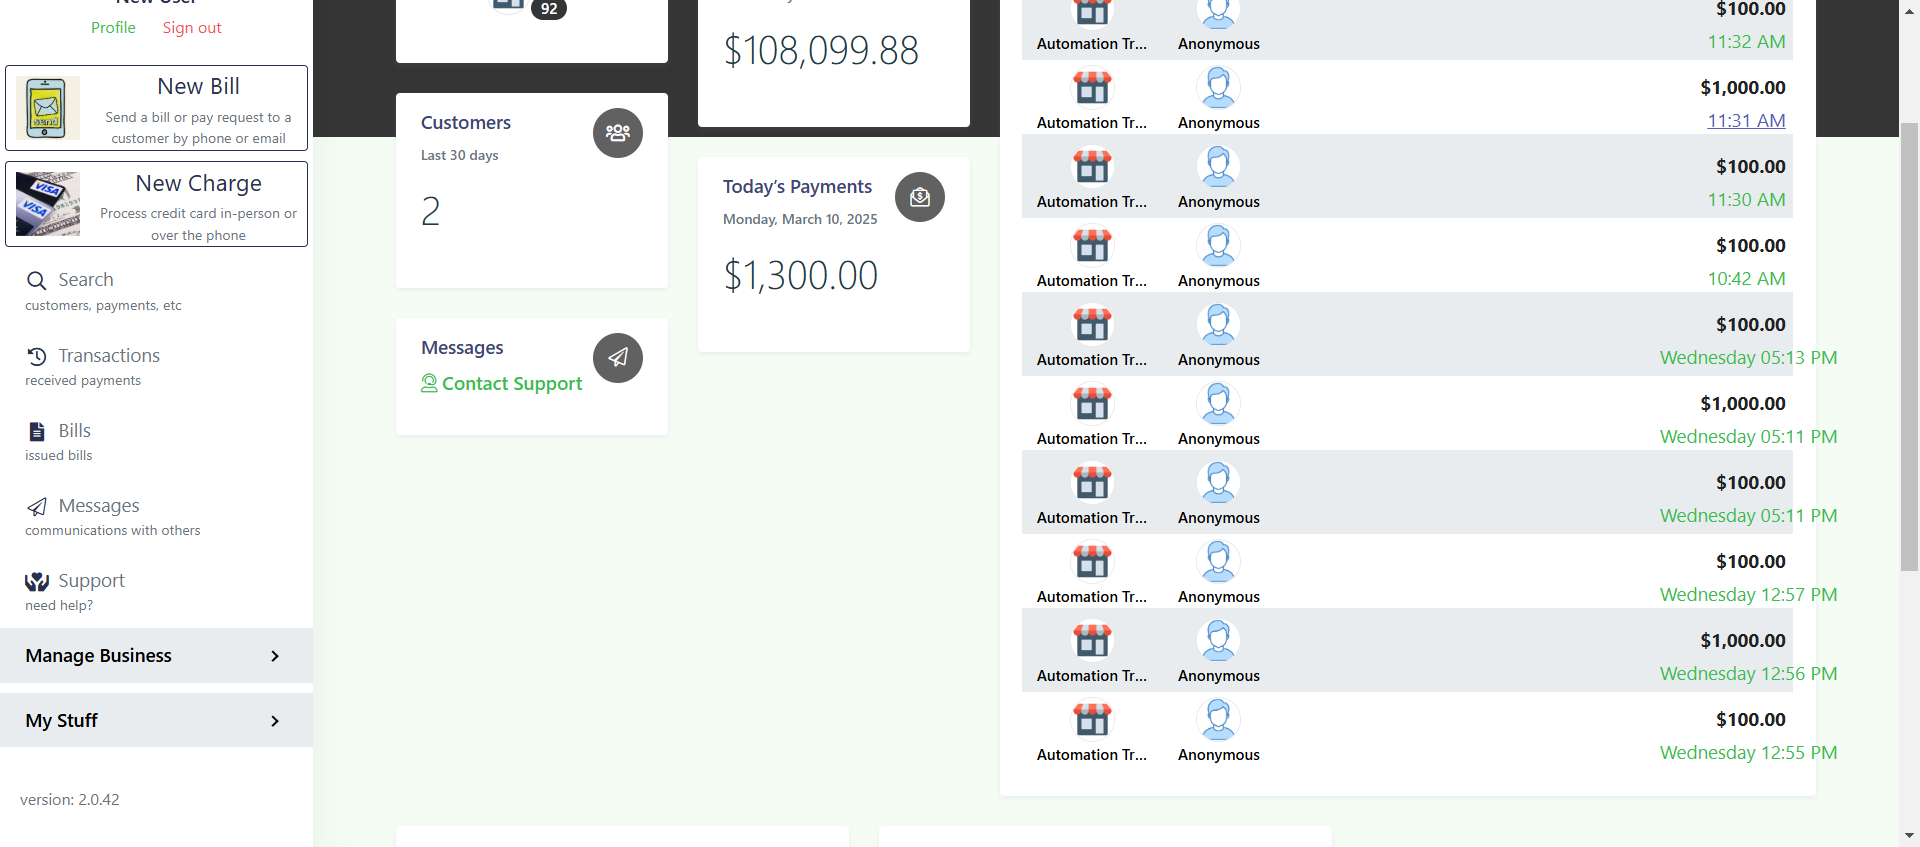 Profile
Sign out
New Bill
Send a bill or pay request to a
customer by phone or email
New Charge
Process credit card in-person or
over the phone
Search
customers, payments, etc
Transactions
received payments
Bills
issued bills
Messages
communications with others
Support
need help?
Manage Business
My Stuff
version: 2.0.42
92
Customers
Last 30 days
2
Messages
Contact Support
$108,099.88
Today’s Payments
Monday, March 10, 2025
$1,300.00
$100.00
Automation Tr... Anonymous 11:32 AM
$1,000.00
Automation Tr... Anonymous 11:31 AM
$100.00
Automation Tr... Anonymous 11:30 AM
$100.00
Automation Tr... Anonymous 10:42 AM
$100.00
Automation Tr... Anonymous Wednesday 05:13 PM
$1,000.00
Automation Tr... Anonymous Wednesday 05:11 PM
$100.00
Automation Tr... Anonymous Wednesday 05:11 PM
$100.00
Automation Tr... Anonymous Wednesday 12:57 PM
$1,000.00
Automation Tr... Anonymous Wednesday 12:56 PM
$100.00
Automation Tr... Anonymous Wednesday 12:55 PM